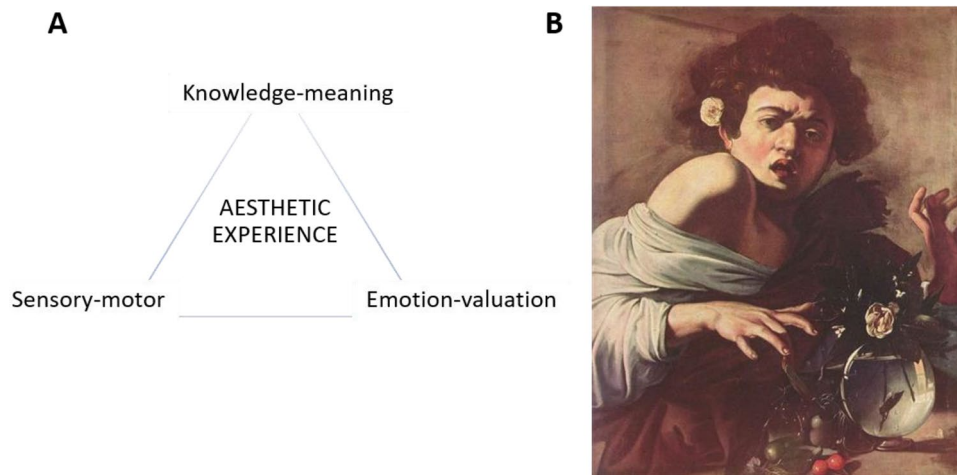 A
B
Knowledge-meaning
AESTHETIC
EXPERIENCE
Sensory-motor
Emotion-valuation